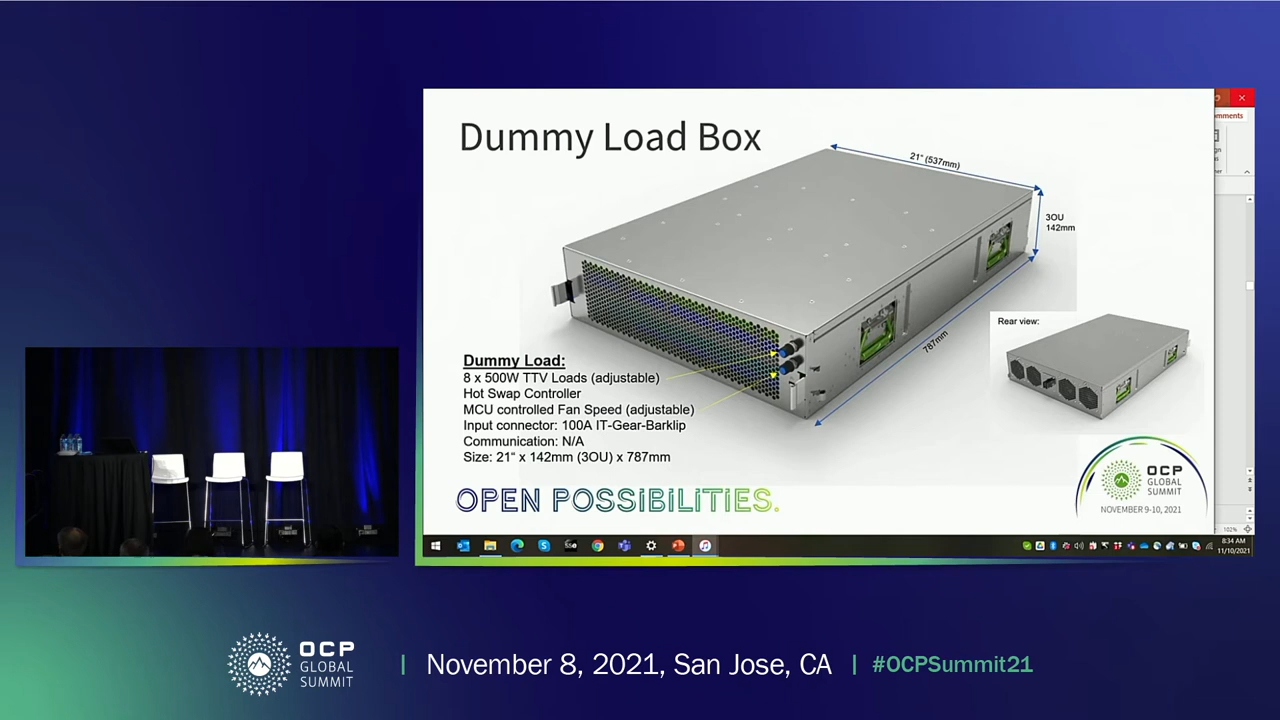 Dummy Load Box
21" (537mm)
3OU
142mm
787mm
Rear view:
Dummy Load:
8 x 500W TTV Loads (adjustable)
Hot Swap Controller
MCU controlled Fan Speed (adjustable)
Input connector: 100A IT-Gear-Barklip
Communication: N/A
Size: 21" x 142mm (3OU) x 787mm
OPEN POSSIBILITIES.
OCP
GLOBAL
SUMMIT
NOVEMBER 9-10, 2021
102%
8:34 AM
11/10/2021
OCP
GLOBAL
SUMMIT
| November 8, 2021, San Jose, CA | #OCPSummit21